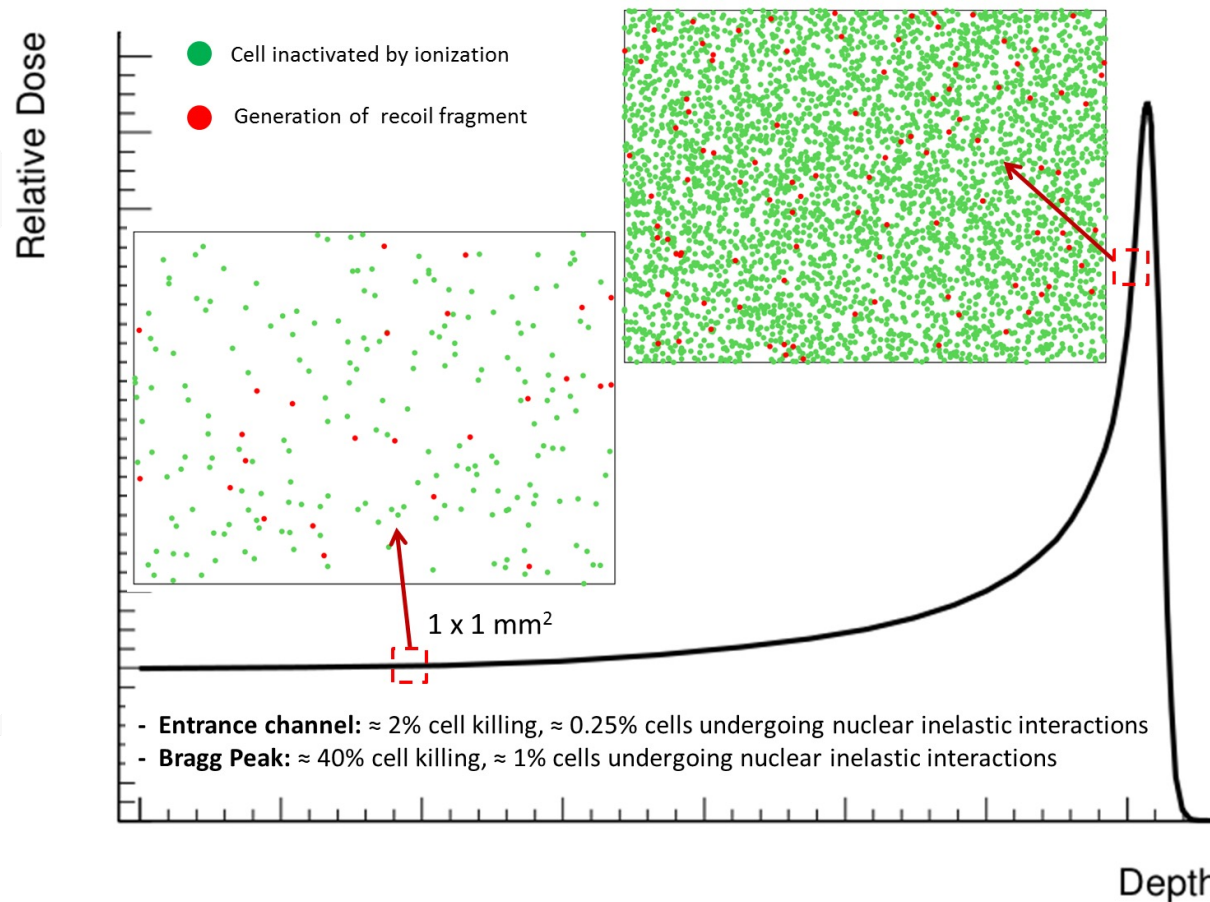 Relative Dose
Cell inactivated by ionization
Generation of recoil fragment
1 x 1 mm²
- Entrance channel: ≈ 2% cell killing, ≈ 0.25% cells undergoing nuclear inelastic interactions
- Bragg Peak: ≈ 40% cell killing, ≈ 1% cells undergoing nuclear inelastic interactions
Depth